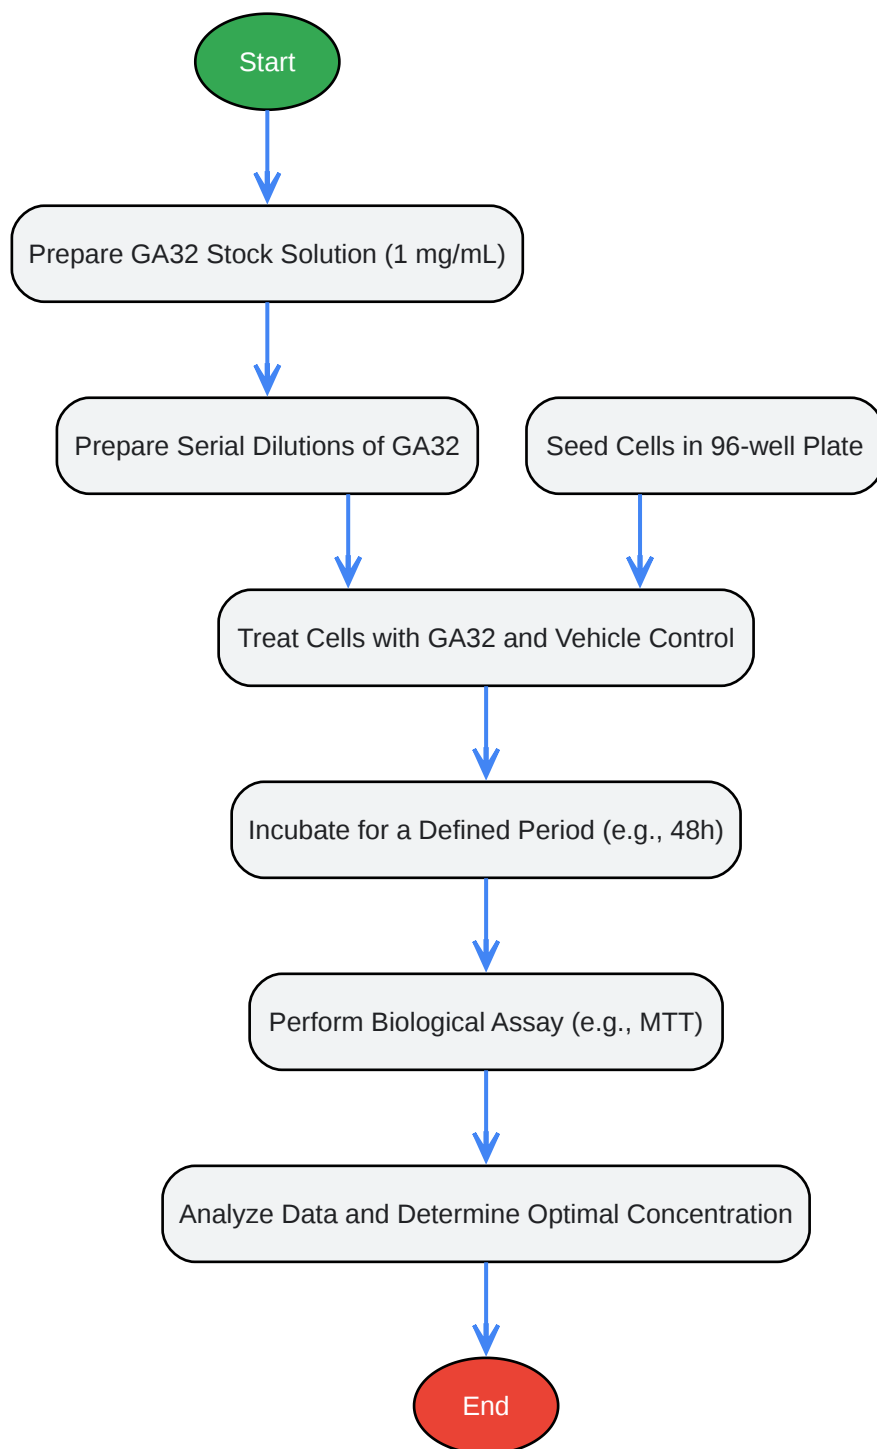 Start
Prepare GA32 Stock Solution (1 mg/mL)
Prepare Serial Dilutions of GA32
Seed Cells in 96-well Plate
Treat Cells with GA32 and Vehicle Control
Incubate for a Defined Period (e.g., 48h)
Perform Biological Assay (e.g., MTT)
Analyze Data and Determine Optimal Concentration
End